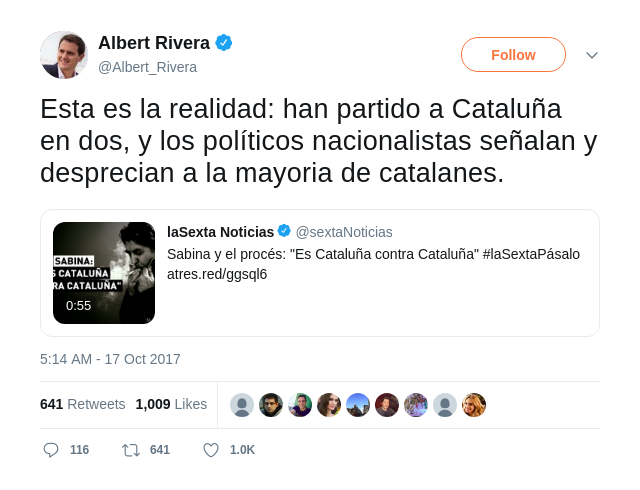 Albert Rivera
@Albert_Rivera
Follow
Esta es la realidad: han partido a Cataluña
en dos, y los políticos nacionalistas señalan y
desprecian a la mayoria de catalanes.
laSexta Noticias @sextaNoticias
Sabina y el procés: "Es Cataluña contra Cataluña" #laSextaPásalo
atres.red/ggsql6
SABINA:
S CATALUÑA
RA CATALUÑA"
0:55
5:14 AM - 17 Oct 2017
641 Retweets 1,009 Likes
116 641 1.0K